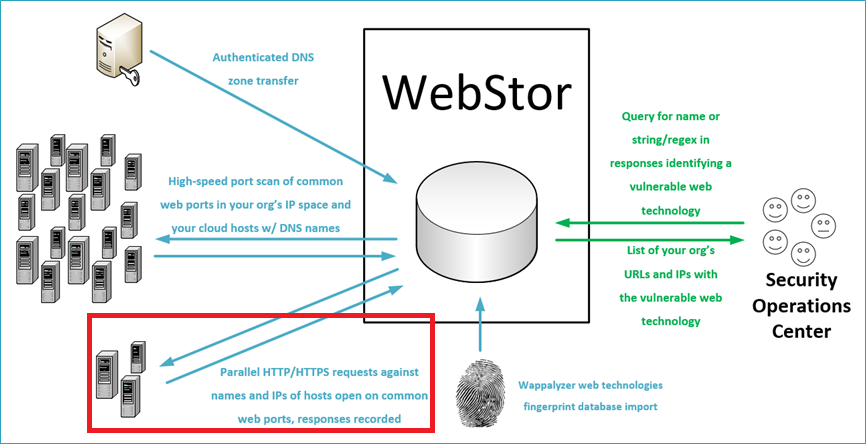 Authenticated DNS
zone transfer
WebStor
High-speed port scan of common
web ports in your org's IP space and
your cloud hosts w/ DNS names
Query for name or
string/regex in
responses identifying a
vulnerable web
technology
List of your org's
URLs and IPs with
the vulnerable web
technology
Security
Operations
Center
Parallel HTTP/HTTPS requests against
names and IPs of hosts open on common
web ports, responses recorded
Wappalyzer web technologies
fingerprint database import